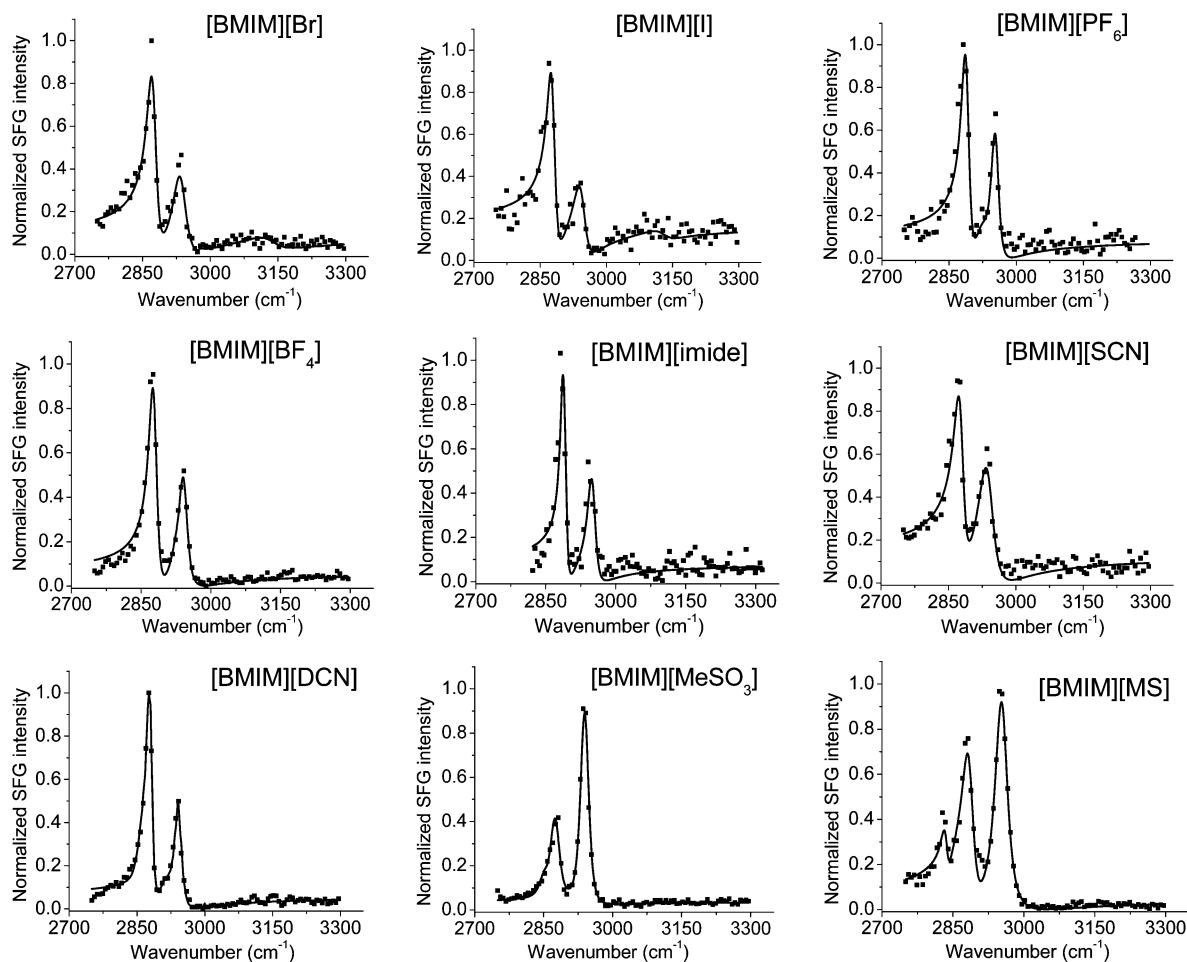 [BMIM][Br]
Normalized SFG intensity
1.0
0.8
0.6
0.4
0.2
0.0
2700 2850 3000 3150 3300
Wavenumber (cm⁻¹)
[BMIM][I]
Normalized SFG intensity
1.0
0.8
0.6
0.4
0.2
0.0
2700 2850 3000 3150 3300
Wavenumber (cm⁻¹)
[BMIM][PF₆]
Normalized SFG intensity
1.0
0.8
0.6
0.4
0.2
0.0
2700 2850 3000 3150 3300
Wavenumber (cm⁻¹)
[BMIM][BF₄]
Normalized SFG intensity
1.0
0.8
0.6
0.4
0.2
0.0
2700 2850 3000 3150 3300
Wavenumber (cm⁻¹)
[BMIM][imide]
Normalized SFG intensity
1.0
0.8
0.6
0.4
0.2
0.0
2700 2850 3000 3150 3300
Wavenumber (cm⁻¹)
[BMIM][SCN]
Normalized SFG intensity
1.0
0.8
0.6
0.4
0.2
0.0
2700 2850 3000 3150 3300
Wavenumber (cm⁻¹)
[BMIM][DCN]
Normalized SFG intensity
1.0
0.8
0.6
0.4
0.2
0.0
2700 2850 3000 3150 3300
Wavenumber (cm⁻¹)
[BMIM][MeSO₃]
Normalized SFG intensity
1.0
0.8
0.6
0.4
0.2
0.0
2700 2850 3000 3150 3300
Wavenumber (cm⁻¹)
[BMIM][MS]
Normalized SFG intensity
1.0
0.8
0.6
0.4
0.2
0.0
2700 2850 3000 3150 3300
Wavenumber (cm⁻¹)